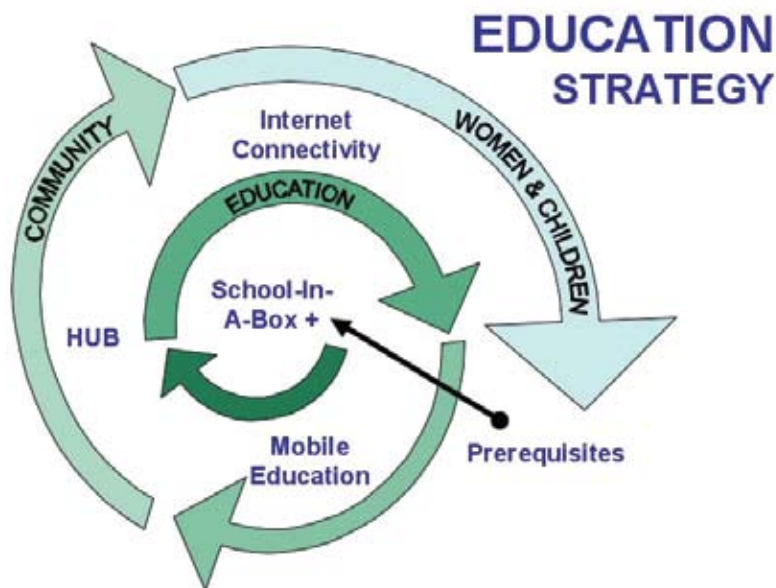 EDUCATION
STRATEGY
COMMUNITY
WOMEN & CHILDREN
Internet
Connectivity
EDUCATION
School-In-
A-Box +
HUB
Mobile
Education
Prerequisites